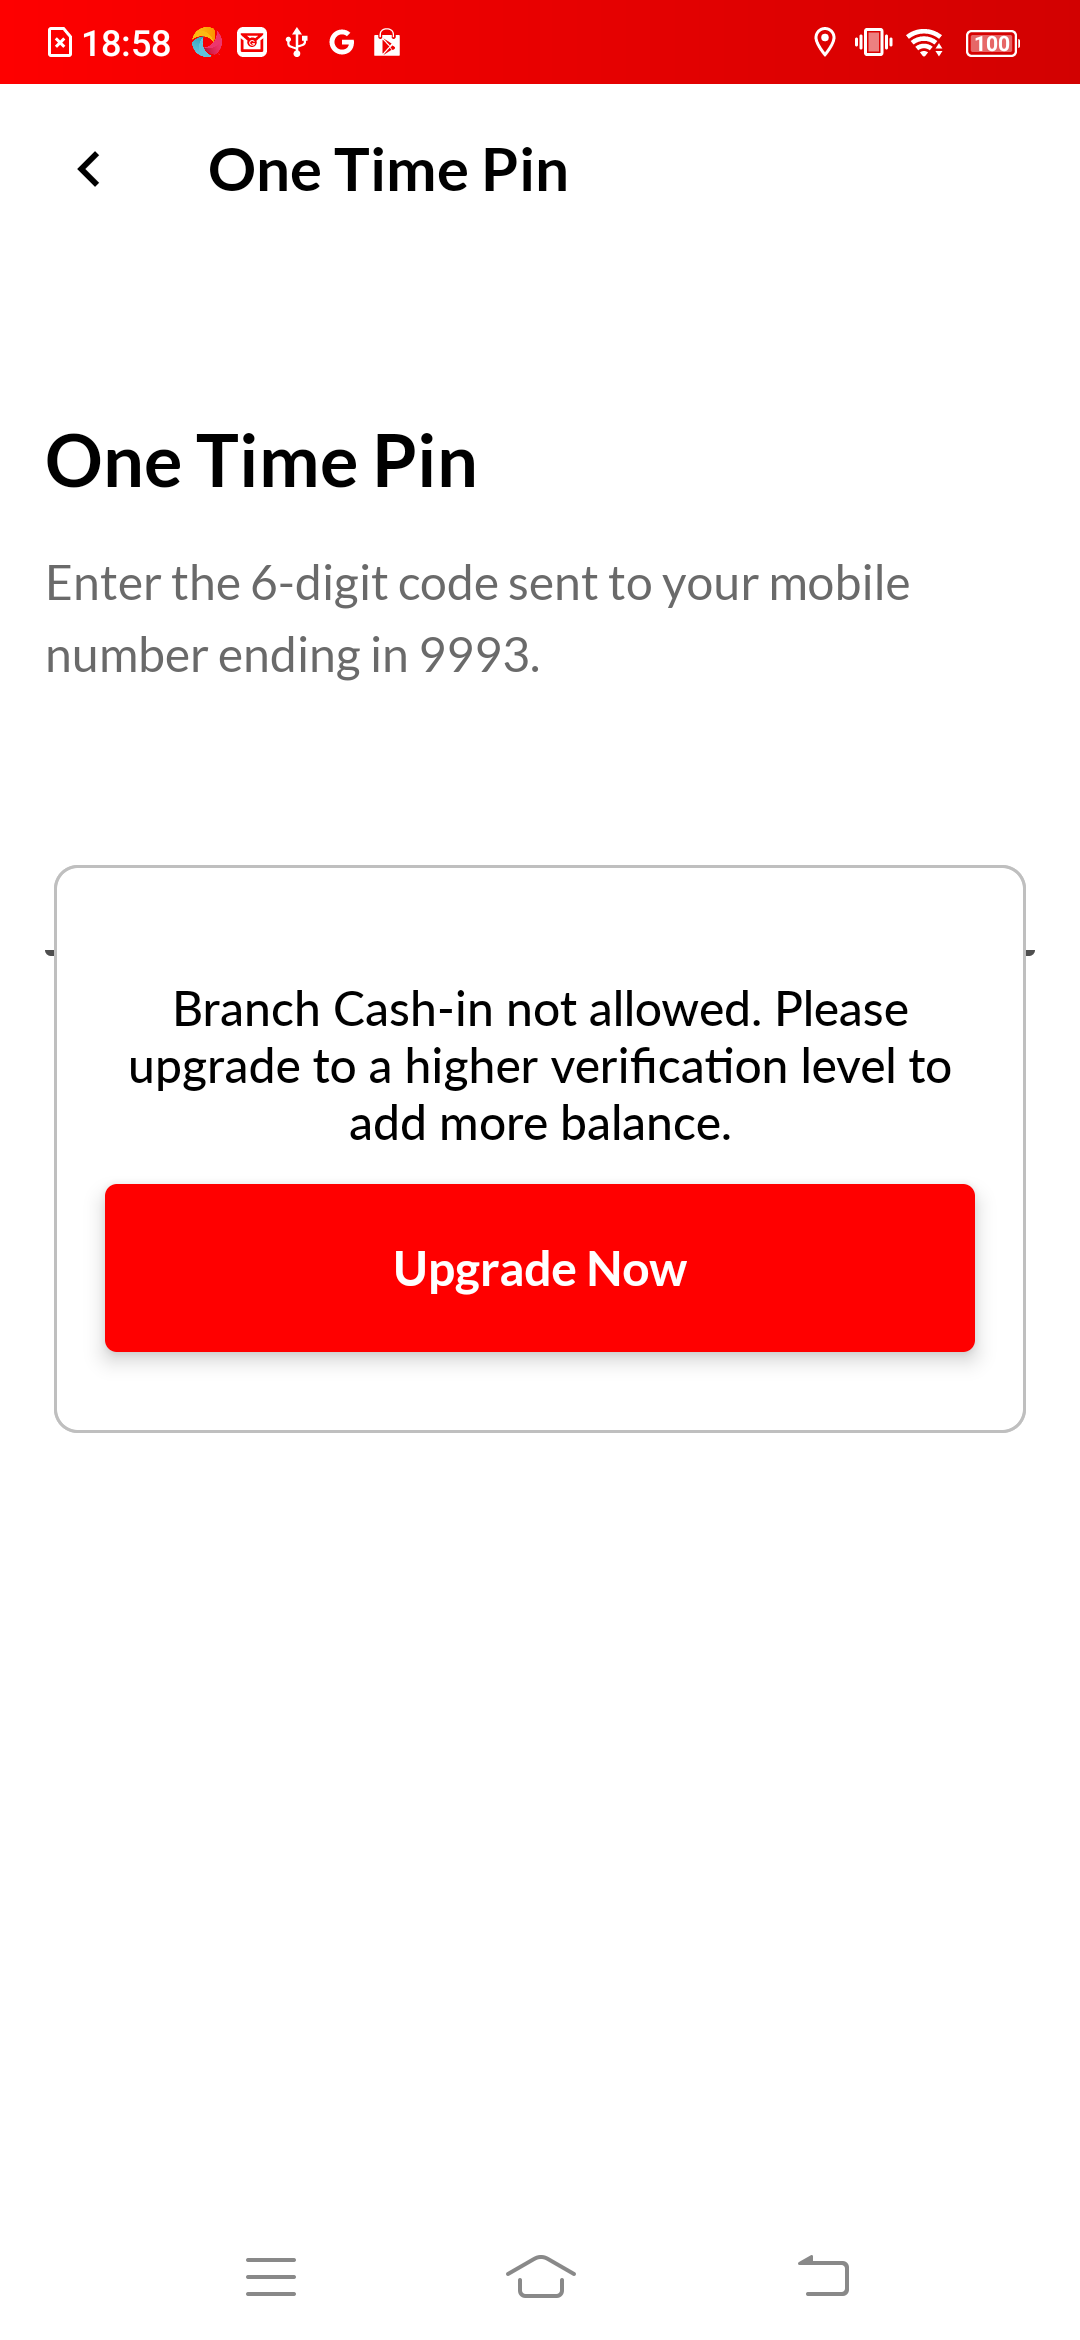 18:58
100
One Time Pin
One Time Pin
Enter the 6-digit code sent to your mobile
number ending in 9993.
Branch Cash-in not allowed. Please
upgrade to a higher verification level to
add more balance.
Upgrade Now